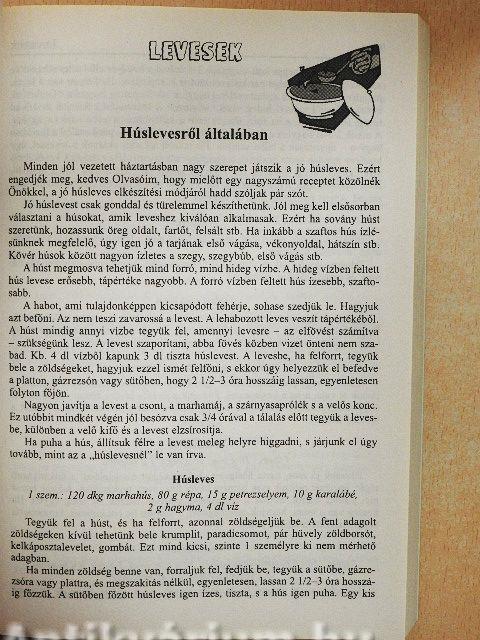 LEVESEK
Húslevesről általában
Minden jól vezetett háztartásban nagy szerepet játszik a jó húsleves. Ezért
engedjék meg, kedves Olvasóim, hogy mielőtt egy nagyszámú receptet közölnék
Önökkel, a jó húsleves elkészítési módjáról hadd szóljak pár szót.
Jó húslevest csak gonddal és türelemmel készíthetünk. Jól meg kell elsősorban
választani a húsokat, amik leveshez kiválóan alkalmasak. Ezért ha sovány húst
szeretünk, hozassunk öreg oldalt, fartőt, felsált stb. Ha inkább a szaftos hús ízlé-
sünknek megfelelő, úgy igen jó a tarjának első vágása, vékonyoldal, hátszín stb.
Kövér húsok között nagyon ízletes a szegy, szegybúb, első vágás stb.
A húst megmosva tehetjük mind forró, mind hideg vízbe. A hideg vízben feltett
hús levese erősebb, tápértéke nagyobb. A forró vízben feltett hús ízesebb, szafto-
sabb.
A habot, ami tulajdonképpen kicsapódott fehérje, sohase szedjük le. Hagyjuk
azt befőni. Az nem teszi zavarossá a levest. A lehabozott leves veszít tápértékéből.
A húst mindig annyi vízbe tegyük fel, amennyi levesre – az elfövést számítva
– szükségünk lesz. A levest szaporítani, abba fövés közben vizet önteni nem sza-
bad. Kb. 4 dl vízből kapunk 3 dl tiszta húslevest. A levesbe, ha felforrt, tegyük
bele a zöldségeket, hagyjuk ezzel ismét felfőni, s ekkor úgy helyezzük el befedve
a platton, gázrezsón vagy sütőben, hogy 2 1/2–3 óra hosszáig lassan, egyenletesen
folyton főjön.
Nagyon javítja a levest a csont, a marhamáj, a szárnyasaprólék s a velős konc.
Ez utóbbit mindkét végén jól besózva csak 3/4 órával a tálalás előtt tegyük a leves-
be, különben a velő kifő és a levest elzsírosítja.
Ha puha a hús, állítsuk félre a levest meleg helyre higgadni, s járjunk el úgy
tovább, mint az a „húslevesnél” le van írva.
Húsleves
1 szem.: 120 dkg marhahús, 80 g répa, 15 g petrezselyem, 10 g karalábé,
2 g hagyma, 4 dl víz
Tegyük fel a húst, és ha felforrt, azonnal zöldségeljük be. A fent adagolt
zöldségeken kívül tehetünk bele krumplit, paradicsomot, pár hüvely zöldborsót,
kelkáposztalevelet, gombát. Ezt mind kicsi, szinte 1 személyre ki nem mérhető
adagban.
Ha minden zöldség benne van, forraljuk fel, fedjük be, tegyük a sütőbe, gázre-
zsóra vagy plattra, és megszakítás nélkül, egyenletesen, lassan 2 1/2–3 óra hosszá-
ig főzzük. A sütőben főzött húsleves igen ízes, tiszta, s a hús igen puha. Egy kis